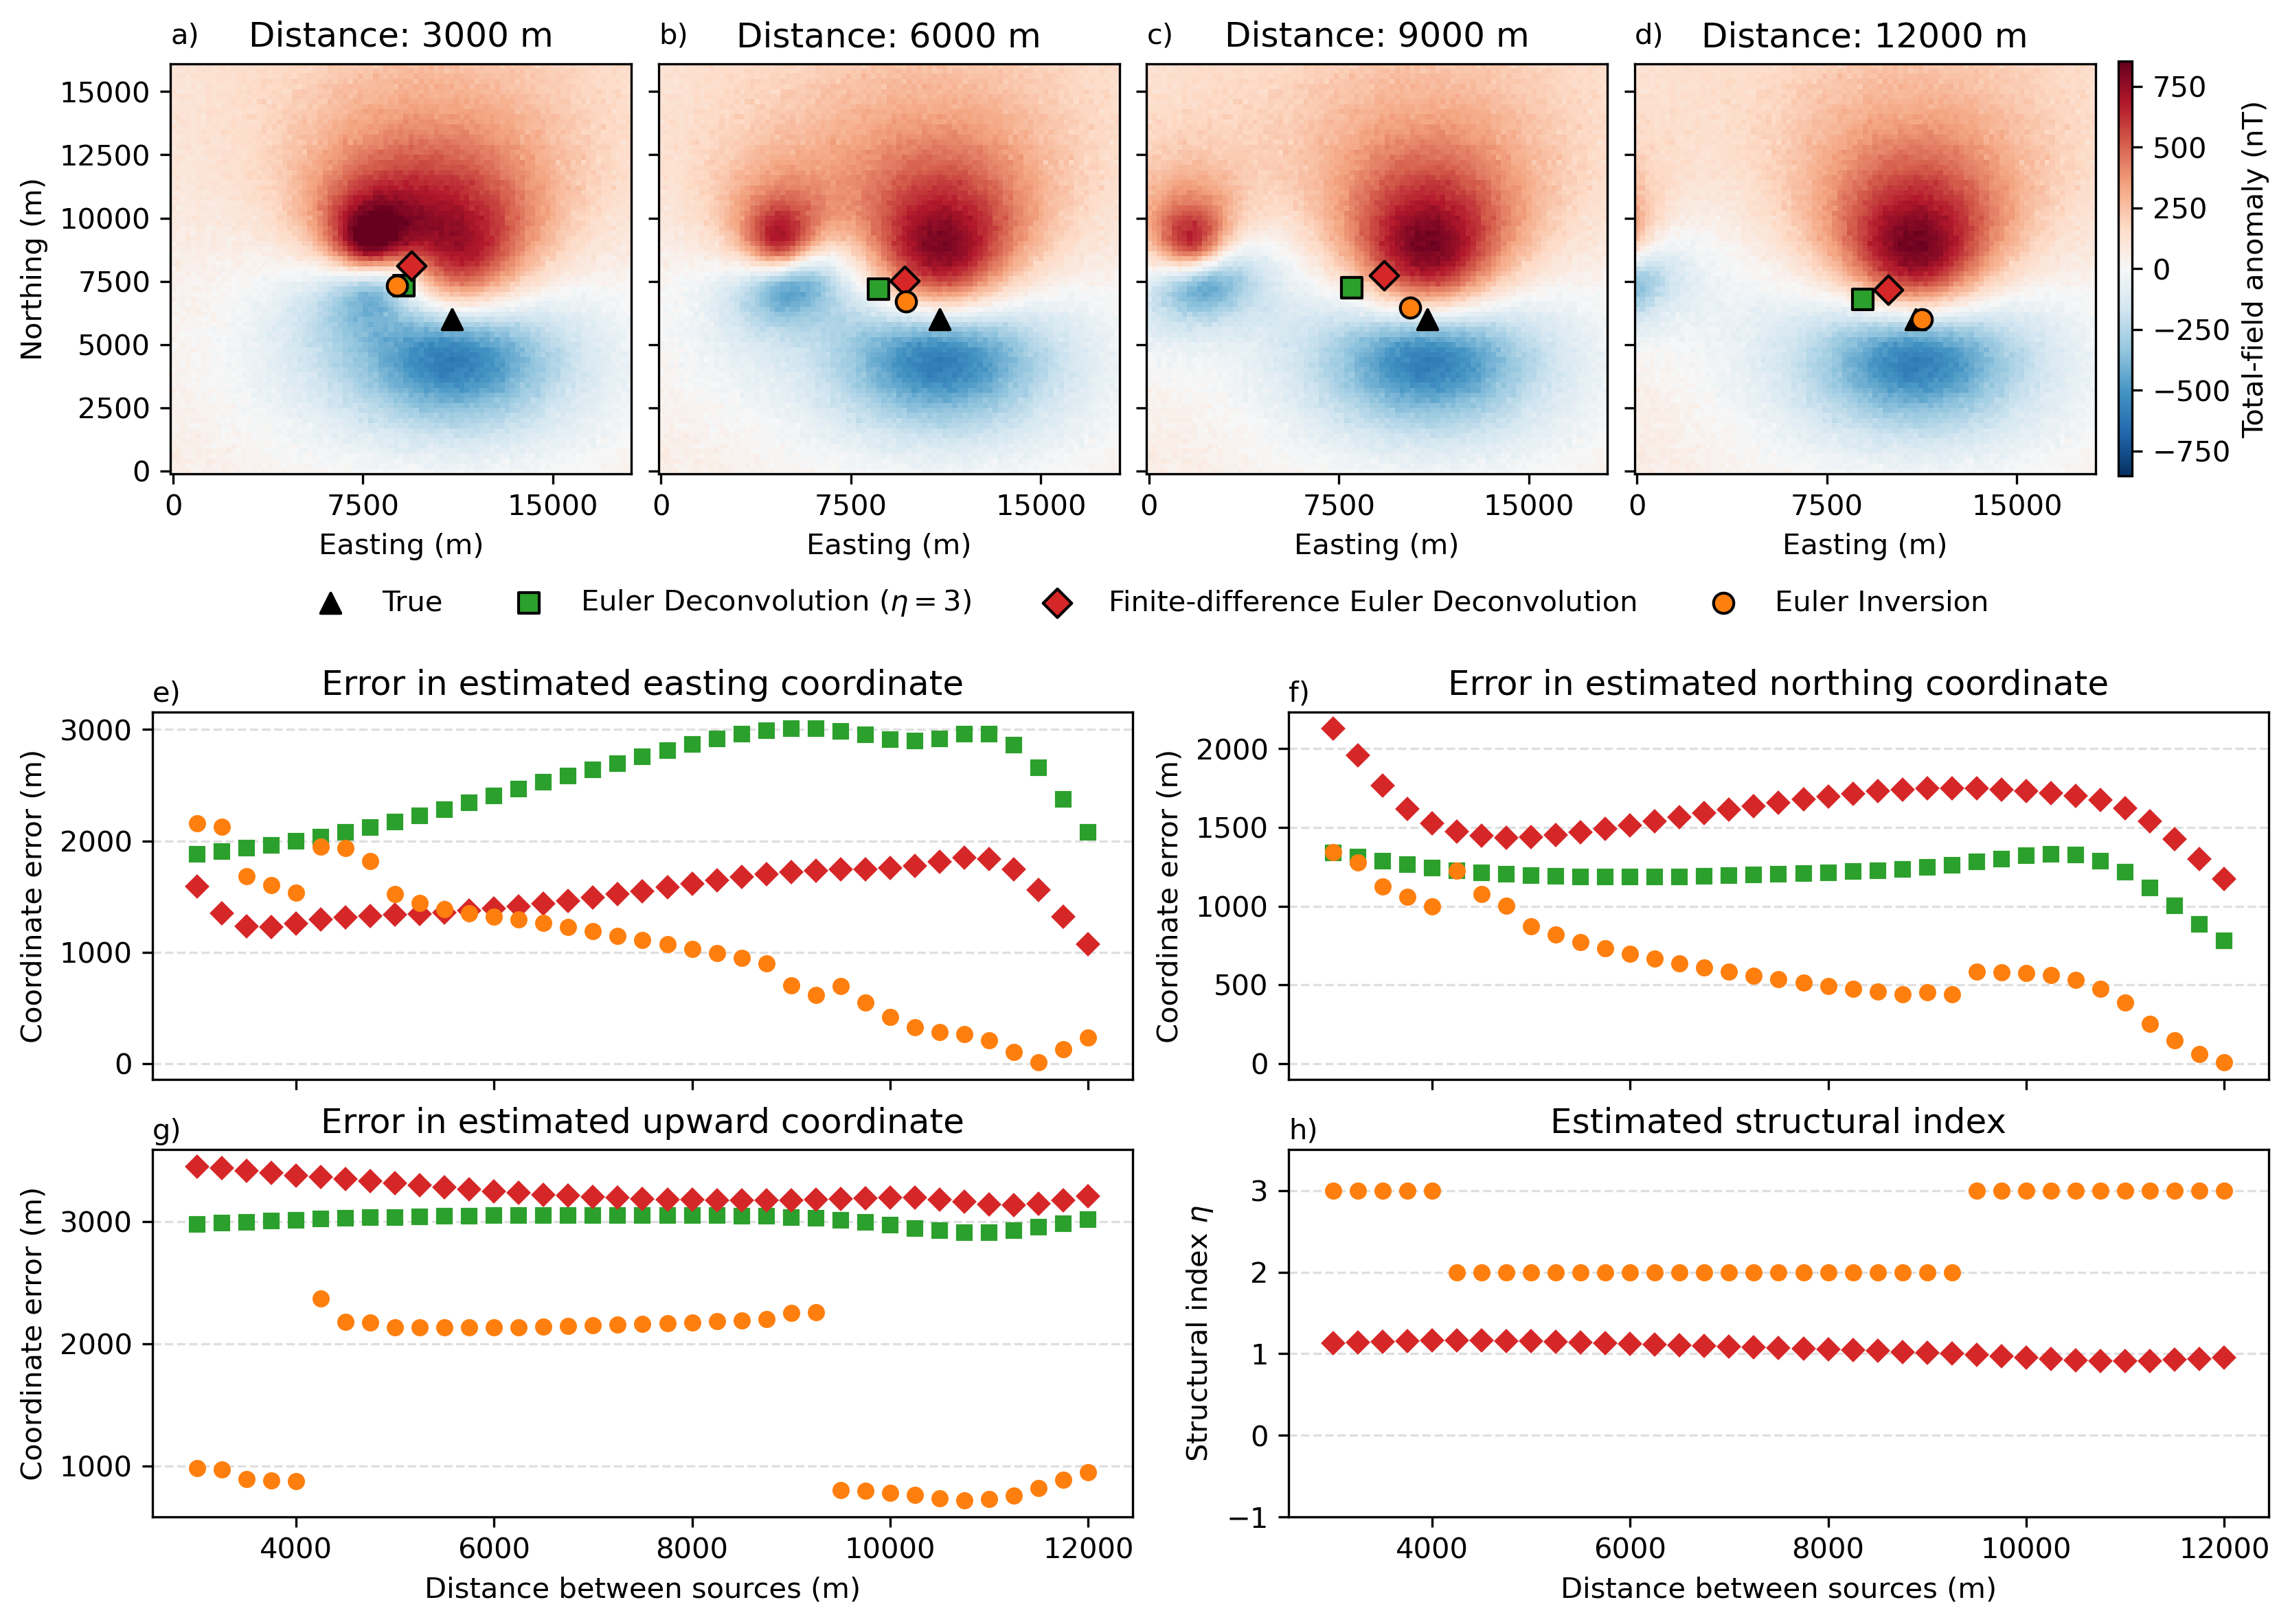 a) Distance: 3000 m
b) Distance: 6000 m
c) Distance: 9000 m
d) Distance: 12000 m
Northing (m)
15000
12500
10000
7500
5000
2500
0
0 7500 15000
Easting (m)
0 7500 15000
Easting (m)
0 7500 15000
Easting (m)
0 7500 15000
Easting (m)
750
500
250
0
−250
−500
−750
Total-field anomaly (nT)
True
Euler Deconvolution (η = 3)
Finite-difference Euler Deconvolution
Euler Inversion
e) Error in estimated easting coordinate
Coordinate error (m)
3000
2000
1000
0
f) Error in estimated northing coordinate
Coordinate error (m)
2000
1500
1000
500
0
g) Error in estimated upward coordinate
Coordinate error (m)
3000
2000
1000
4000 6000 8000 10000 12000
Distance between sources (m)
h) Estimated structural index
Structural index η
3
2
1
0
−1
4000 6000 8000 10000 12000
Distance between sources (m)